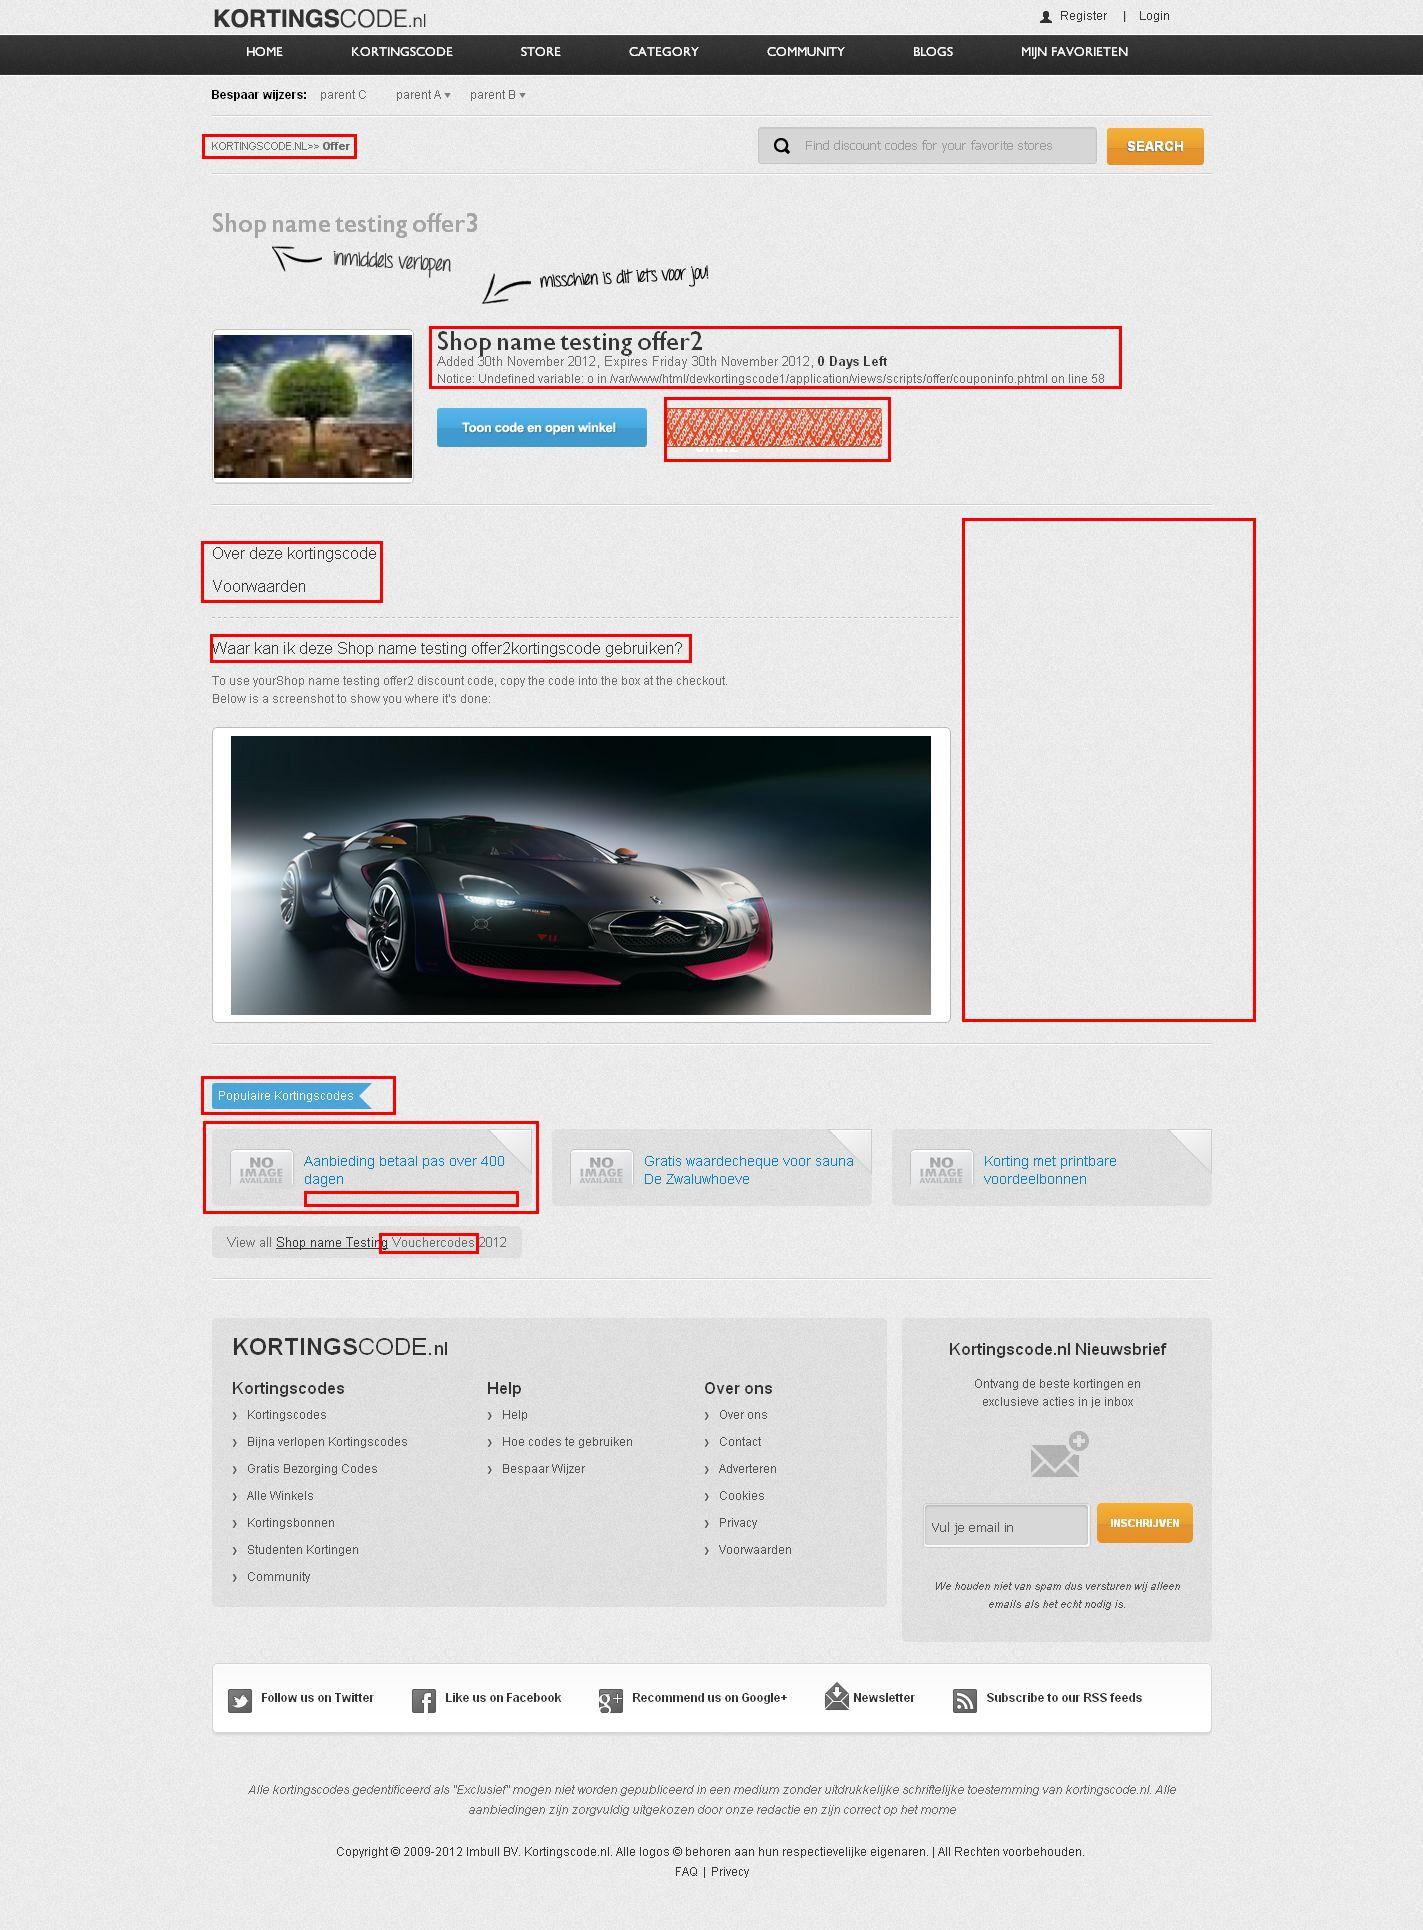 KORTINGSCODE.nl
Register | Login
HOME KORTINGSCODE STORE CATEGORY COMMUNITY BLOGS MIJN FAVORIETEN
Bespaar wijzers: parent C parent A parent B
KORTINGSCODE.NL>> Offer
Find discount codes for your favorite stores SEARCH
Shop name testing offer3
inmiddels verlopen
misschien is dit iets voor jou!
Shop name testing offer2
Added 30th November 2012, Expires Friday 30th November 2012, 0 Days Left
Notice: Undefined variable: o in /var/www/html/devkortingscode1/application/views/scripts/offer/couponinfo.phtml on line 58
Toon code en open winkel
Over deze kortingscode
Voorwaarden
Waar kan ik deze Shop name testing offer2kortingscode gebruiken?
To use yourShop name testing offer2 discount code, copy the code into the box at the checkout.
Below is a screenshot to show you where it's done:
Populaire Kortingscodes
NO IMAGE AVAILABLE
Aanbieding betaal pas over 400
dagen
NO IMAGE AVAILABLE
Gratis waardecheque voor sauna
De Zwaluwhoeve
NO IMAGE AVAILABLE
Korting met printbare
voordeelbonnen
View all Shop name Testing Vouchercodes 2012
KORTINGSCODE.nl
Kortingscodes
Kortingscodes
Bijna verlopen Kortingscodes
Gratis Bezorging Codes
Alle Winkels
Kortingsbonnen
Studenten Kortingen
Community
Help
Help
Hoe codes te gebruiken
Bespaar Wijzer
Over ons
Over ons
Contact
Adverteren
Cookies
Privacy
Voorwaarden
Kortingscode.nl Nieuwsbrief
Ontvang de beste kortingen en
exclusieve acties in je inbox
Vul je email in INSCHRIJVEN
We houden niet van spam dus versturen wij alleen
emails als het echt nodig is.
Follow us on Twitter Like us on Facebook g+ Recommend us on Google+ Newsletter Subscribe to our RSS feeds
Alle kortingscodes gedentificeerd als "Exclusief" mogen niet worden gepubliceerd in een medium zonder uitdrukkelijke schriftelijke toestemming van kortingscode.nl. Alle
aanbiedingen zijn zorgvuldig uitgekozen door onze redactie en zijn correct op het mome
Copyright © 2009-2012 Imbull BV. Kortingscode.nl. Alle logos © behoren aan hun respectievelijke eigenaren. | All Rechten voorbehouden.
FAQ | Privecy